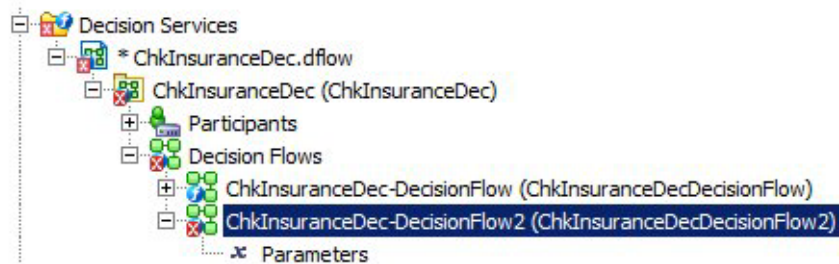 Decision Services
* ChkInsuranceDec.dflow
ChkInsuranceDec (ChkInsuranceDec)
Participants
Decision Flows
ChkInsuranceDec-DecisionFlow (ChkInsuranceDecDecisionFlow)
ChkInsuranceDec-DecisionFlow2 (ChkInsuranceDecDecisionFlow2)
x Parameters